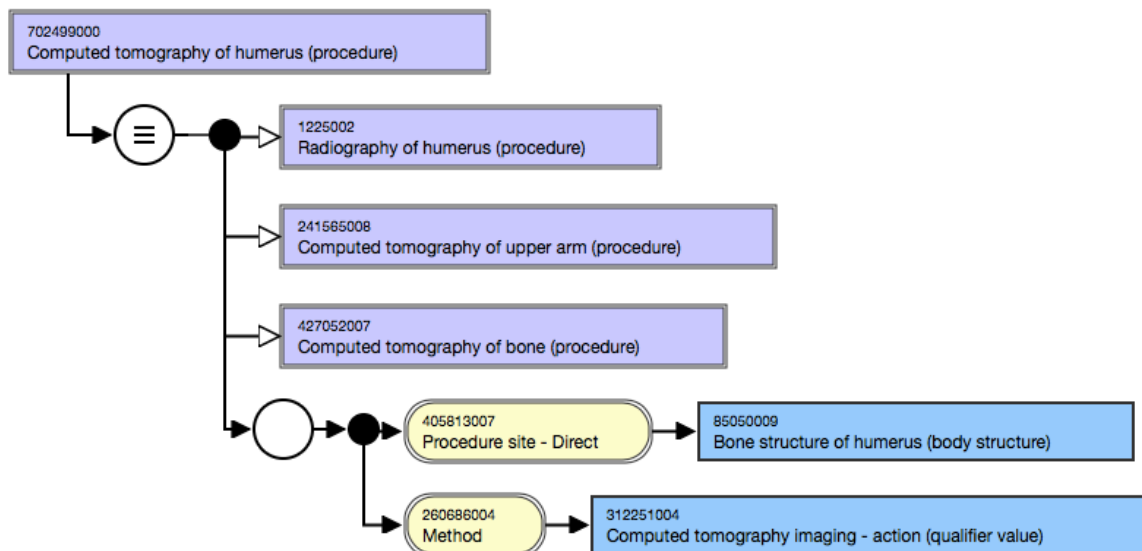 702499000
Computed tomography of humerus (procedure)
1225002
Radiography of humerus (procedure)
241565008
Computed tomography of upper arm (procedure)
427052007
Computed tomography of bone (procedure)
405813007
Procedure site - Direct
85050009
Bone structure of humerus (body structure)
260686004
Method
312251004
Computed tomography imaging - action (qualifier value)